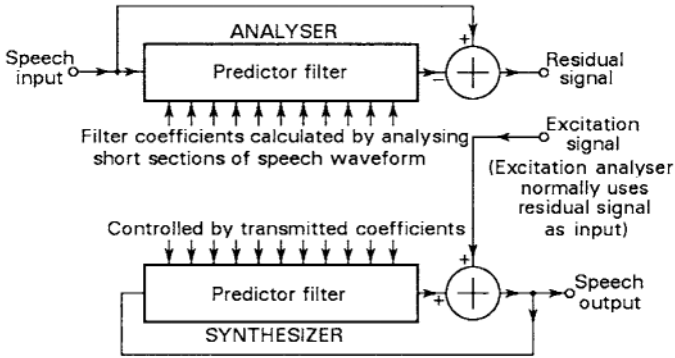 ANALYSER
Speech
input
Predictor filter
+
−
Residual
signal
Filter coefficients calculated by analysing
short sections of speech waveform
Excitation
signal
(Excitation analyser
normally uses
residual signal
as input)
Controlled by transmitted coefficients
Predictor filter
+
+
Speech
output
SYNTHESIZER